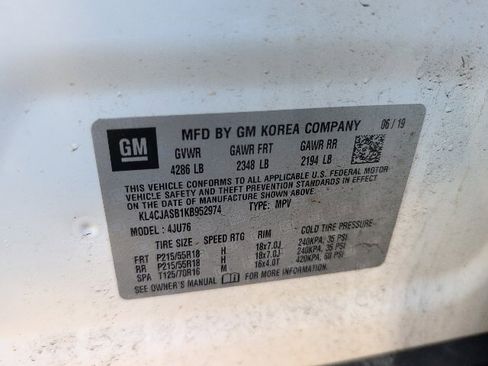 GM MFD BY GM KOREA COMPANY 06/19
GVWR GAWR FRT GAWR RR
4286 LB 2348 LB 2194 LB
THIS VEHICLE CONFORMS TO ALL APPLICABLE U.S. FEDERAL MOTOR
VEHICLE SAFETY AND THEFT PREVENTION STANDARDS IN EFFECT ON
THE DATE OF MANUFACTURE SHOWN ABOVE.
KL4CJASB1KB952974 TYPE: MPV
MODEL: 4JU76
TIRE SIZE SPEED RTG RIM COLD TIRE PRESSURE:
FRT P215/55R18 H 18x7.0J 240KPA, 35 PSI
RR P215/55R18 H 18x7.0J 240KPA, 35 PSI
SPA T125/70R16 M 16x4.0T 420KPA, 60 PSI
SEE OWNER'S MANUAL FOR MORE INFORMATION.